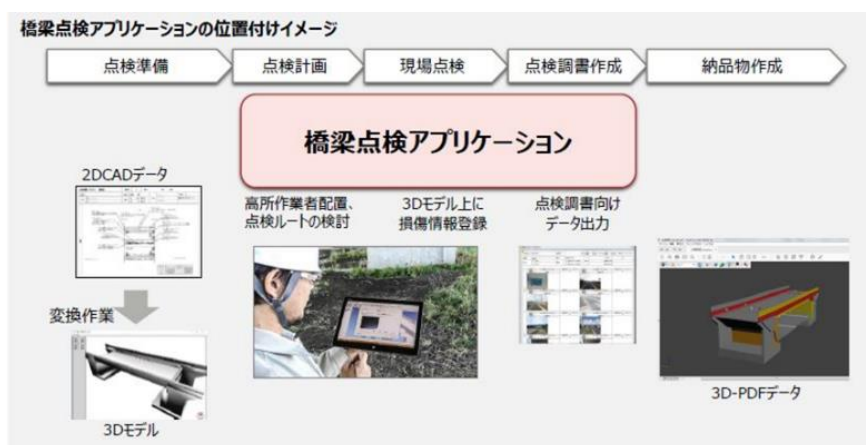 橋梁点検アプリケーションの位置付けイメージ
点検準備
点検計画
現場点検
点検調書作成
納品物作成
橋梁点検アプリケーション
2DCADデータ
高所作業者配置、
点検ルートの検討
3Dモデル上に
損傷情報登録
点検調書向け
データ出力
変換作業
3Dモデル
3D-PDFデータ